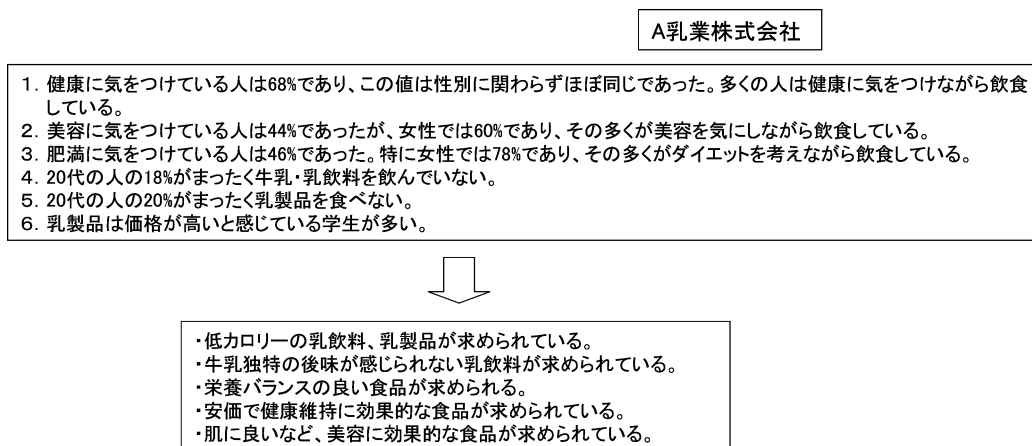 A乳業株式会社
1. 健康に気をつけている人は68%であり、この値は性別に関わらずほぼ同じであった。多くの人は健康に気をつけながら飲食
している。
2. 美容に気をつけている人は44%であったが、女性では60%であり、その多くが美容を気にしながら飲食している。
3. 肥満に気をつけている人は46%であった。特に女性では78%であり、その多くがダイエットを考えながら飲食している。
4. 20代の人の18%がまったく牛乳・乳飲料を飲んでいない。
5. 20代の人の20%がまったく乳製品を食べない。
6. 乳製品は価格が高いと感じている学生が多い。
・低カロリーの乳飲料、乳製品が求められている。
・牛乳独特の後味が感じられない乳飲料が求められている。
・栄養バランスの良い食品が求められる。
・安価で健康維持に効果的な食品が求められている。
・肌に良いなど、美容に効果的な食品が求められている。